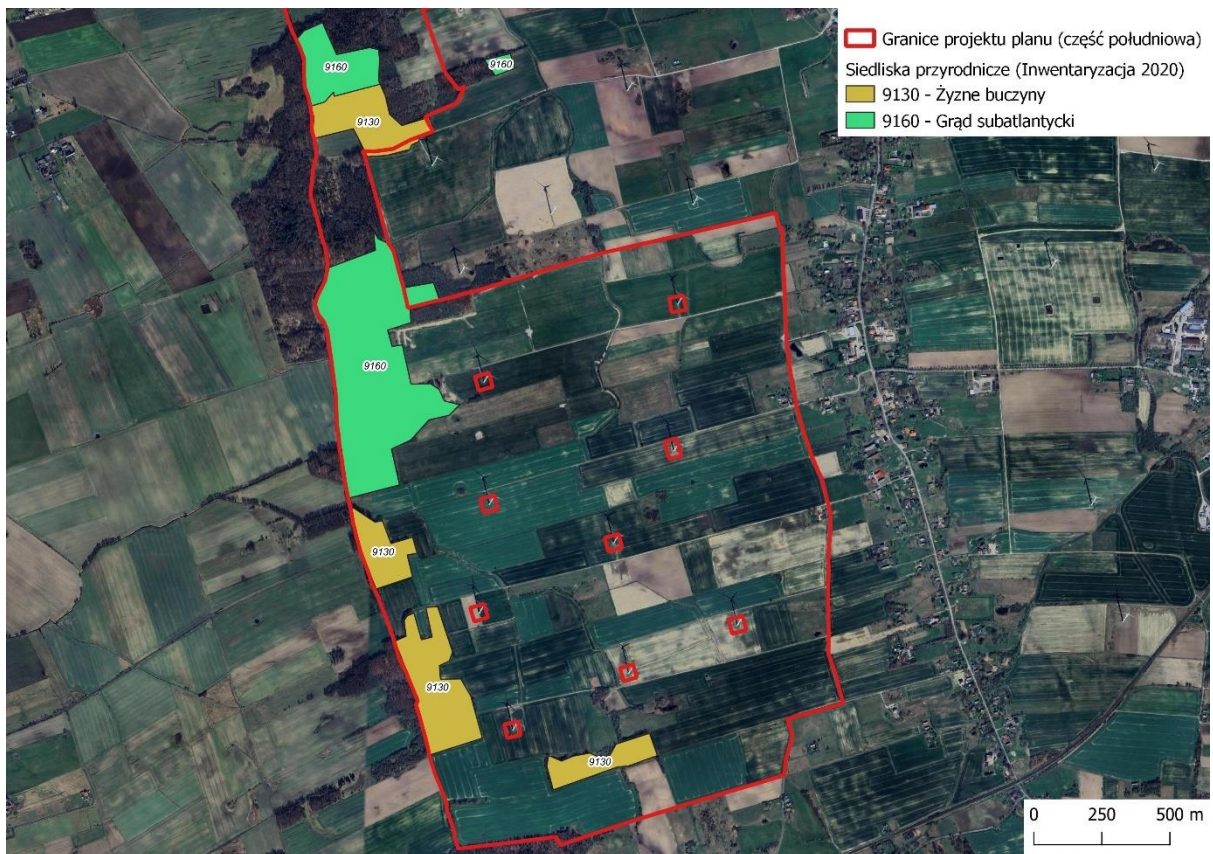 Granice projektu planu (część południowa)
Siedliska przyrodnicze (Inwentaryzacja 2020)
9130 - Żyzne buczyny
9160 - Grąd subatlantycki
9160
9160
9130
9160
9130
9130
9130
0 250 500 m